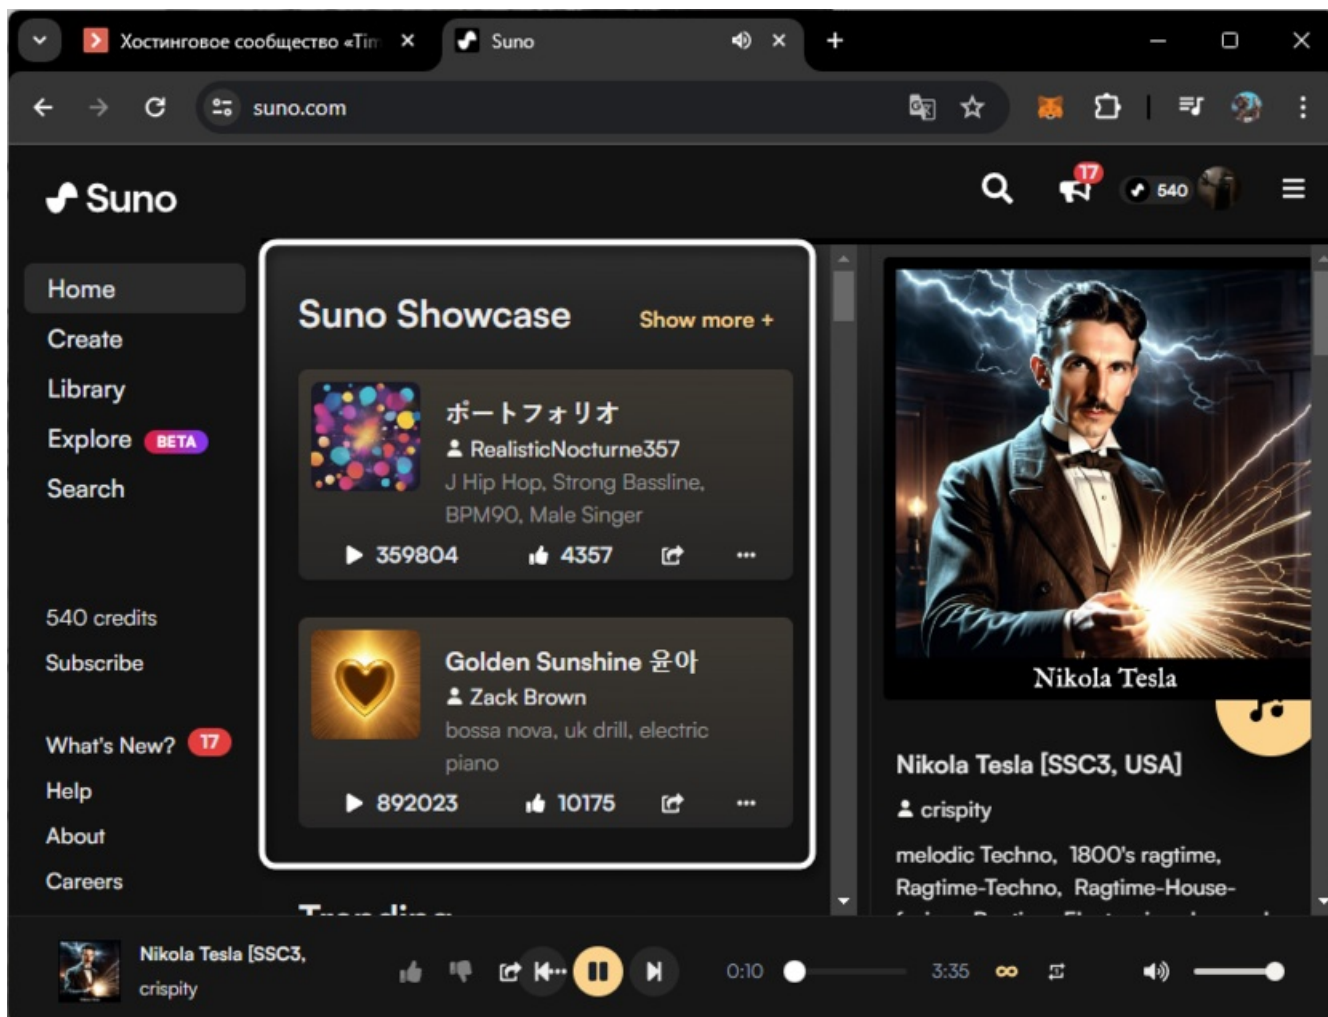 Хостинговое сообщество «Tim
Suno
suno.com
Suno
17
540
Home
Create
Library
Explore BETA
Search
540 credits
Subscribe
What's New? 17
Help
About
Careers
Suno Showcase
Show more +
ポートフォリオ
RealisticNocturne357
J Hip Hop, Strong Bassline,
BPM90, Male Singer
359804 4357
Golden Sunshine 윤아
Zack Brown
bossa nova, uk drill, electric
piano
892023 10175
Trending
Nikola Tesla
Nikola Tesla [SSC3, USA]
crispity
melodic Techno, 1800's ragtime,
Ragtime-Techno, Ragtime-House-
Nikola Tesla [SSC3,
crispity
0:10
3:35